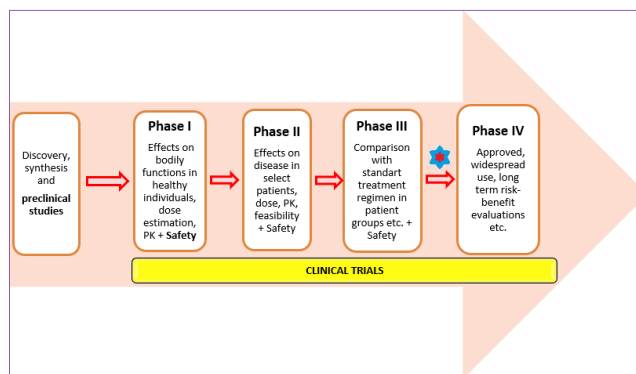 Discovery,
synthesis
and
preclinical
studies
Phase I
Effects on
bodily
functions in
healthy
individuals,
dose
estimation,
PK + Safety
Phase II
Effects on
disease in
select
patients,
dose, PK,
feasibility
+ Safety
Phase III
Comparison
with
standart
treatment
regimen in
patient
groups etc. +
Safety
Phase IV
Approved,
widespread
use, long
term risk-
benefit
evaluations
etc.
CLINICAL TRIALS